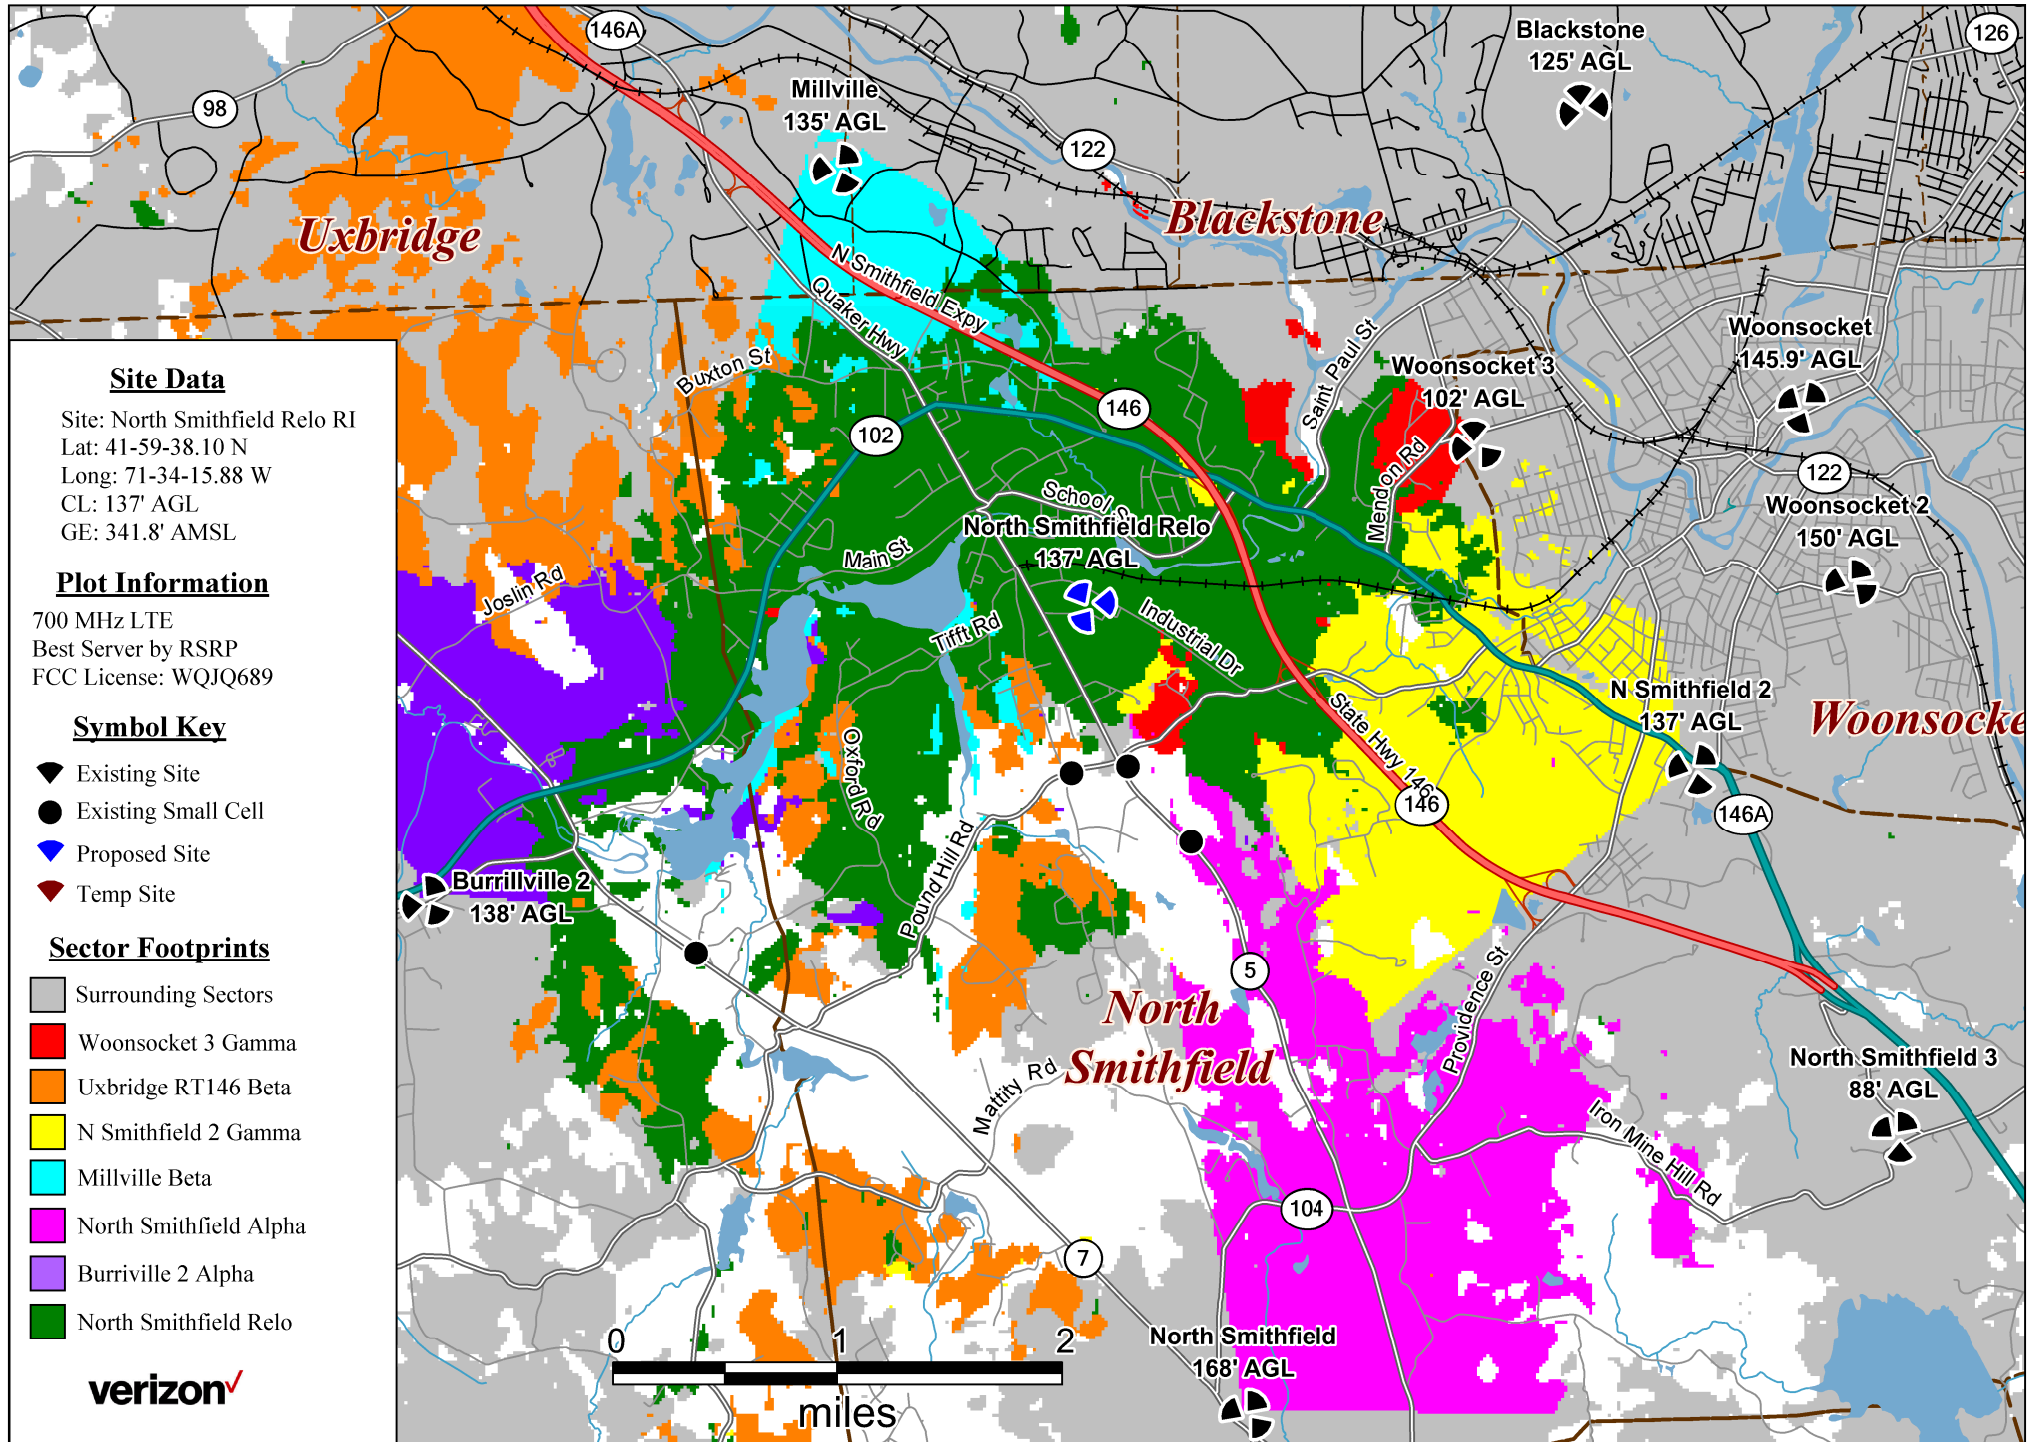 146A
126
98
122
Millville
135' AGL
Blackstone
125' AGL
Uxbridge
Blackstone
N Smithfield Expy
Quaker Hwy
Buxton St
Saint Paul St
Woonsocket 3
102' AGL
Woonsocket
145.9' AGL
146
102
Mendon Rd
122
School S
North Smithfield Relo
137' AGL
Woonsocket 2
150' AGL
Main St
Joslin Rd
Tifft Rd
Industrial Dr
State Hwy 146
146
N Smithfield 2
137' AGL
Woonsocke
146A
Oxford Rd
Pound Hill Rd
Burrillville 2
138' AGL
5
Providence St
North
Smithfield
Mattity Rd
Iron Mine Hill Rd
North Smithfield 3
88' AGL
104
7
North Smithfield
168' AGL
0 1 2
miles
Site Data
Site: North Smithfield Relo RI
Lat: 41-59-38.10 N
Long: 71-34-15.88 W
CL: 137' AGL
GE: 341.8' AMSL
Plot Information
700 MHz LTE
Best Server by RSRP
FCC License: WQJQ689
Symbol Key
Existing Site
Existing Small Cell
Proposed Site
Temp Site
Sector Footprints
Surrounding Sectors
Woonsocket 3 Gamma
Uxbridge RT146 Beta
N Smithfield 2 Gamma
Millville Beta
North Smithfield Alpha
Burriville 2 Alpha
North Smithfield Relo
verizon